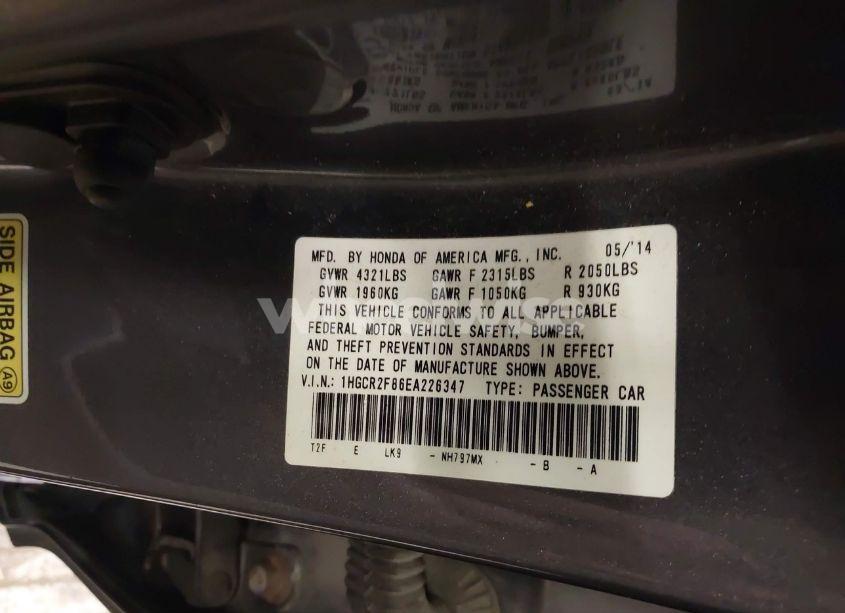 SIDE AIRBAG A9
MFD. BY HONDA OF AMERICA MFG., INC. 05/'14
GVWR 4321LBS GAWR F 2315LBS R 2050LBS
GVWR 1960KG GAWR F 1050KG R 930KG
THIS VEHICLE CONFORMS TO ALL APPLICABLE
FEDERAL MOTOR VEHICLE SAFETY, BUMPER,
AND THEFT PREVENTION STANDARDS IN EFFECT
ON THE DATE OF MANUFACTURE SHOWN ABOVE.
V.I.N.: 1HGCR2F86EA226347 TYPE: PASSENGER CAR
T2F E LK9 - NH797MX - B - A